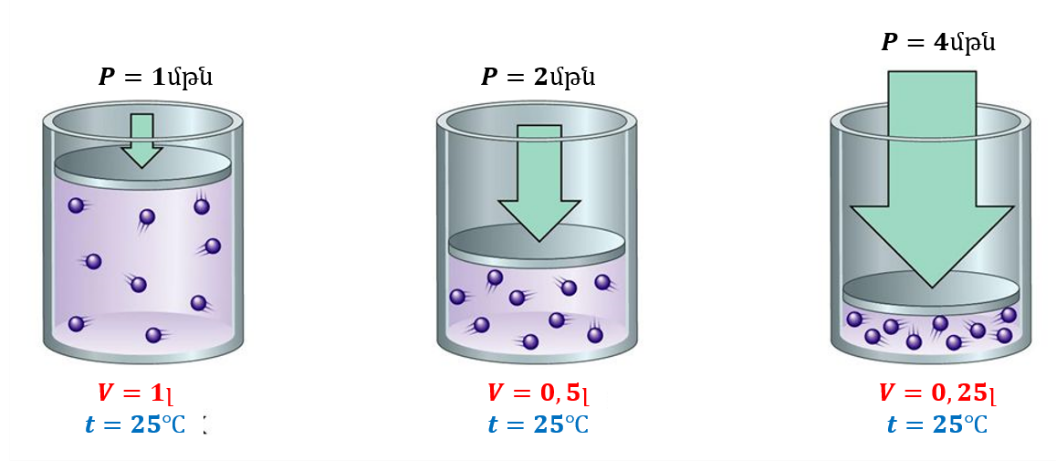 P = 1մթն
P = 2մթն
P = 4մթն
V = 1լ
t = 25°C :
V = 0,5լ
t = 25°C
V = 0,25լ
t = 25°C